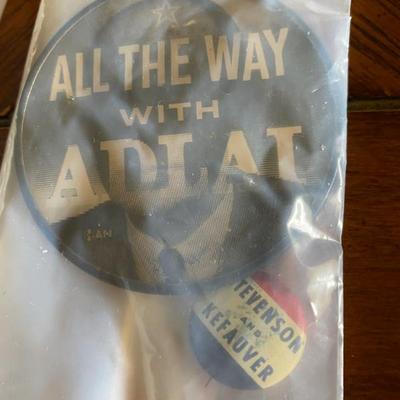 ALL THE WAY
WITH
ADLAI
STEVENSON
AND
KEFAUVER